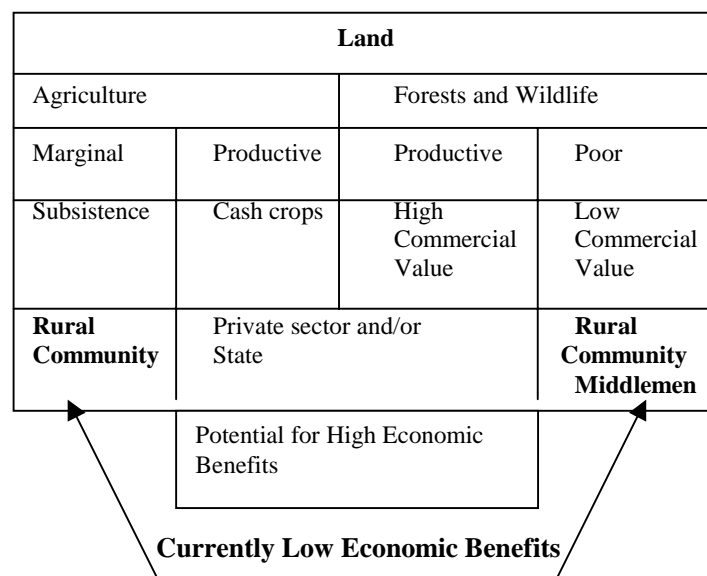 Land
Agriculture
Forests and Wildlife
Marginal
Productive
Productive
Poor
Subsistence
Cash crops
High
Commercial
Value
Low
Commercial
Value
Rural
Community
Private sector and/or
State
Rural
Community
Middlemen
Potential for High Economic
Benefits
Currently Low Economic Benefits